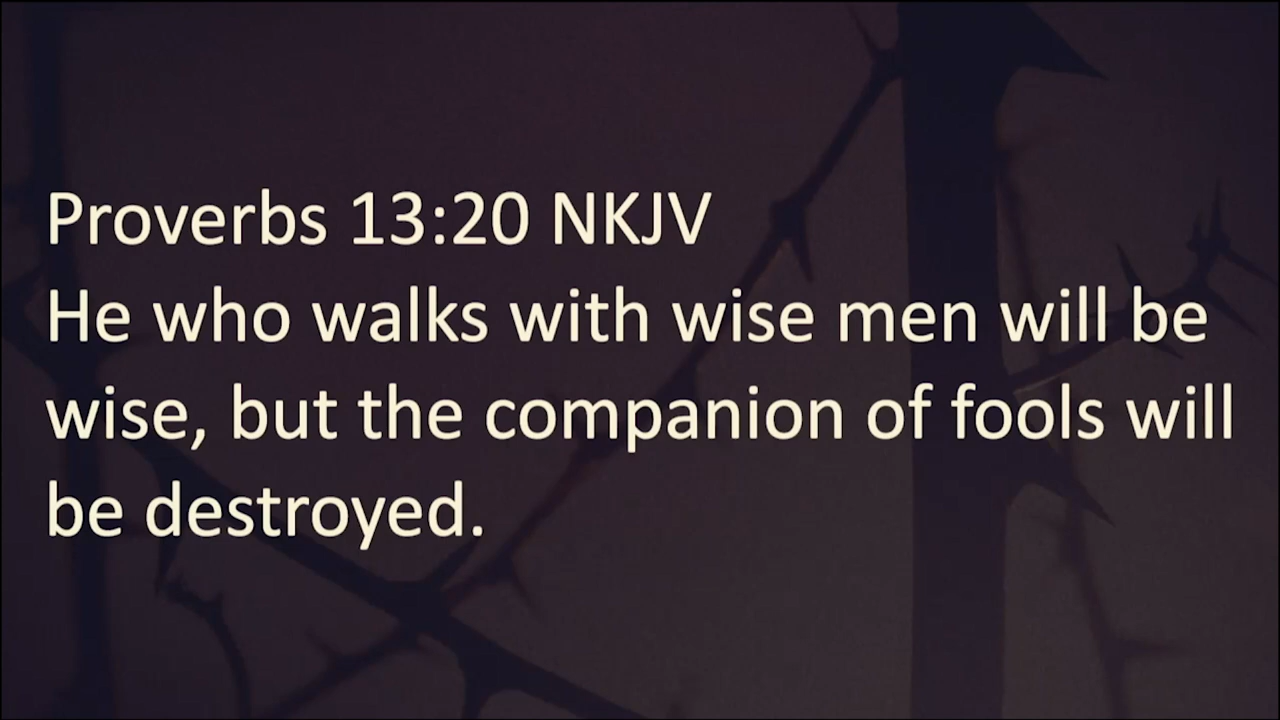 Proverbs 13:20 NKJV
He who walks with wise men will be
wise, but the companion of fools will
be destroyed.